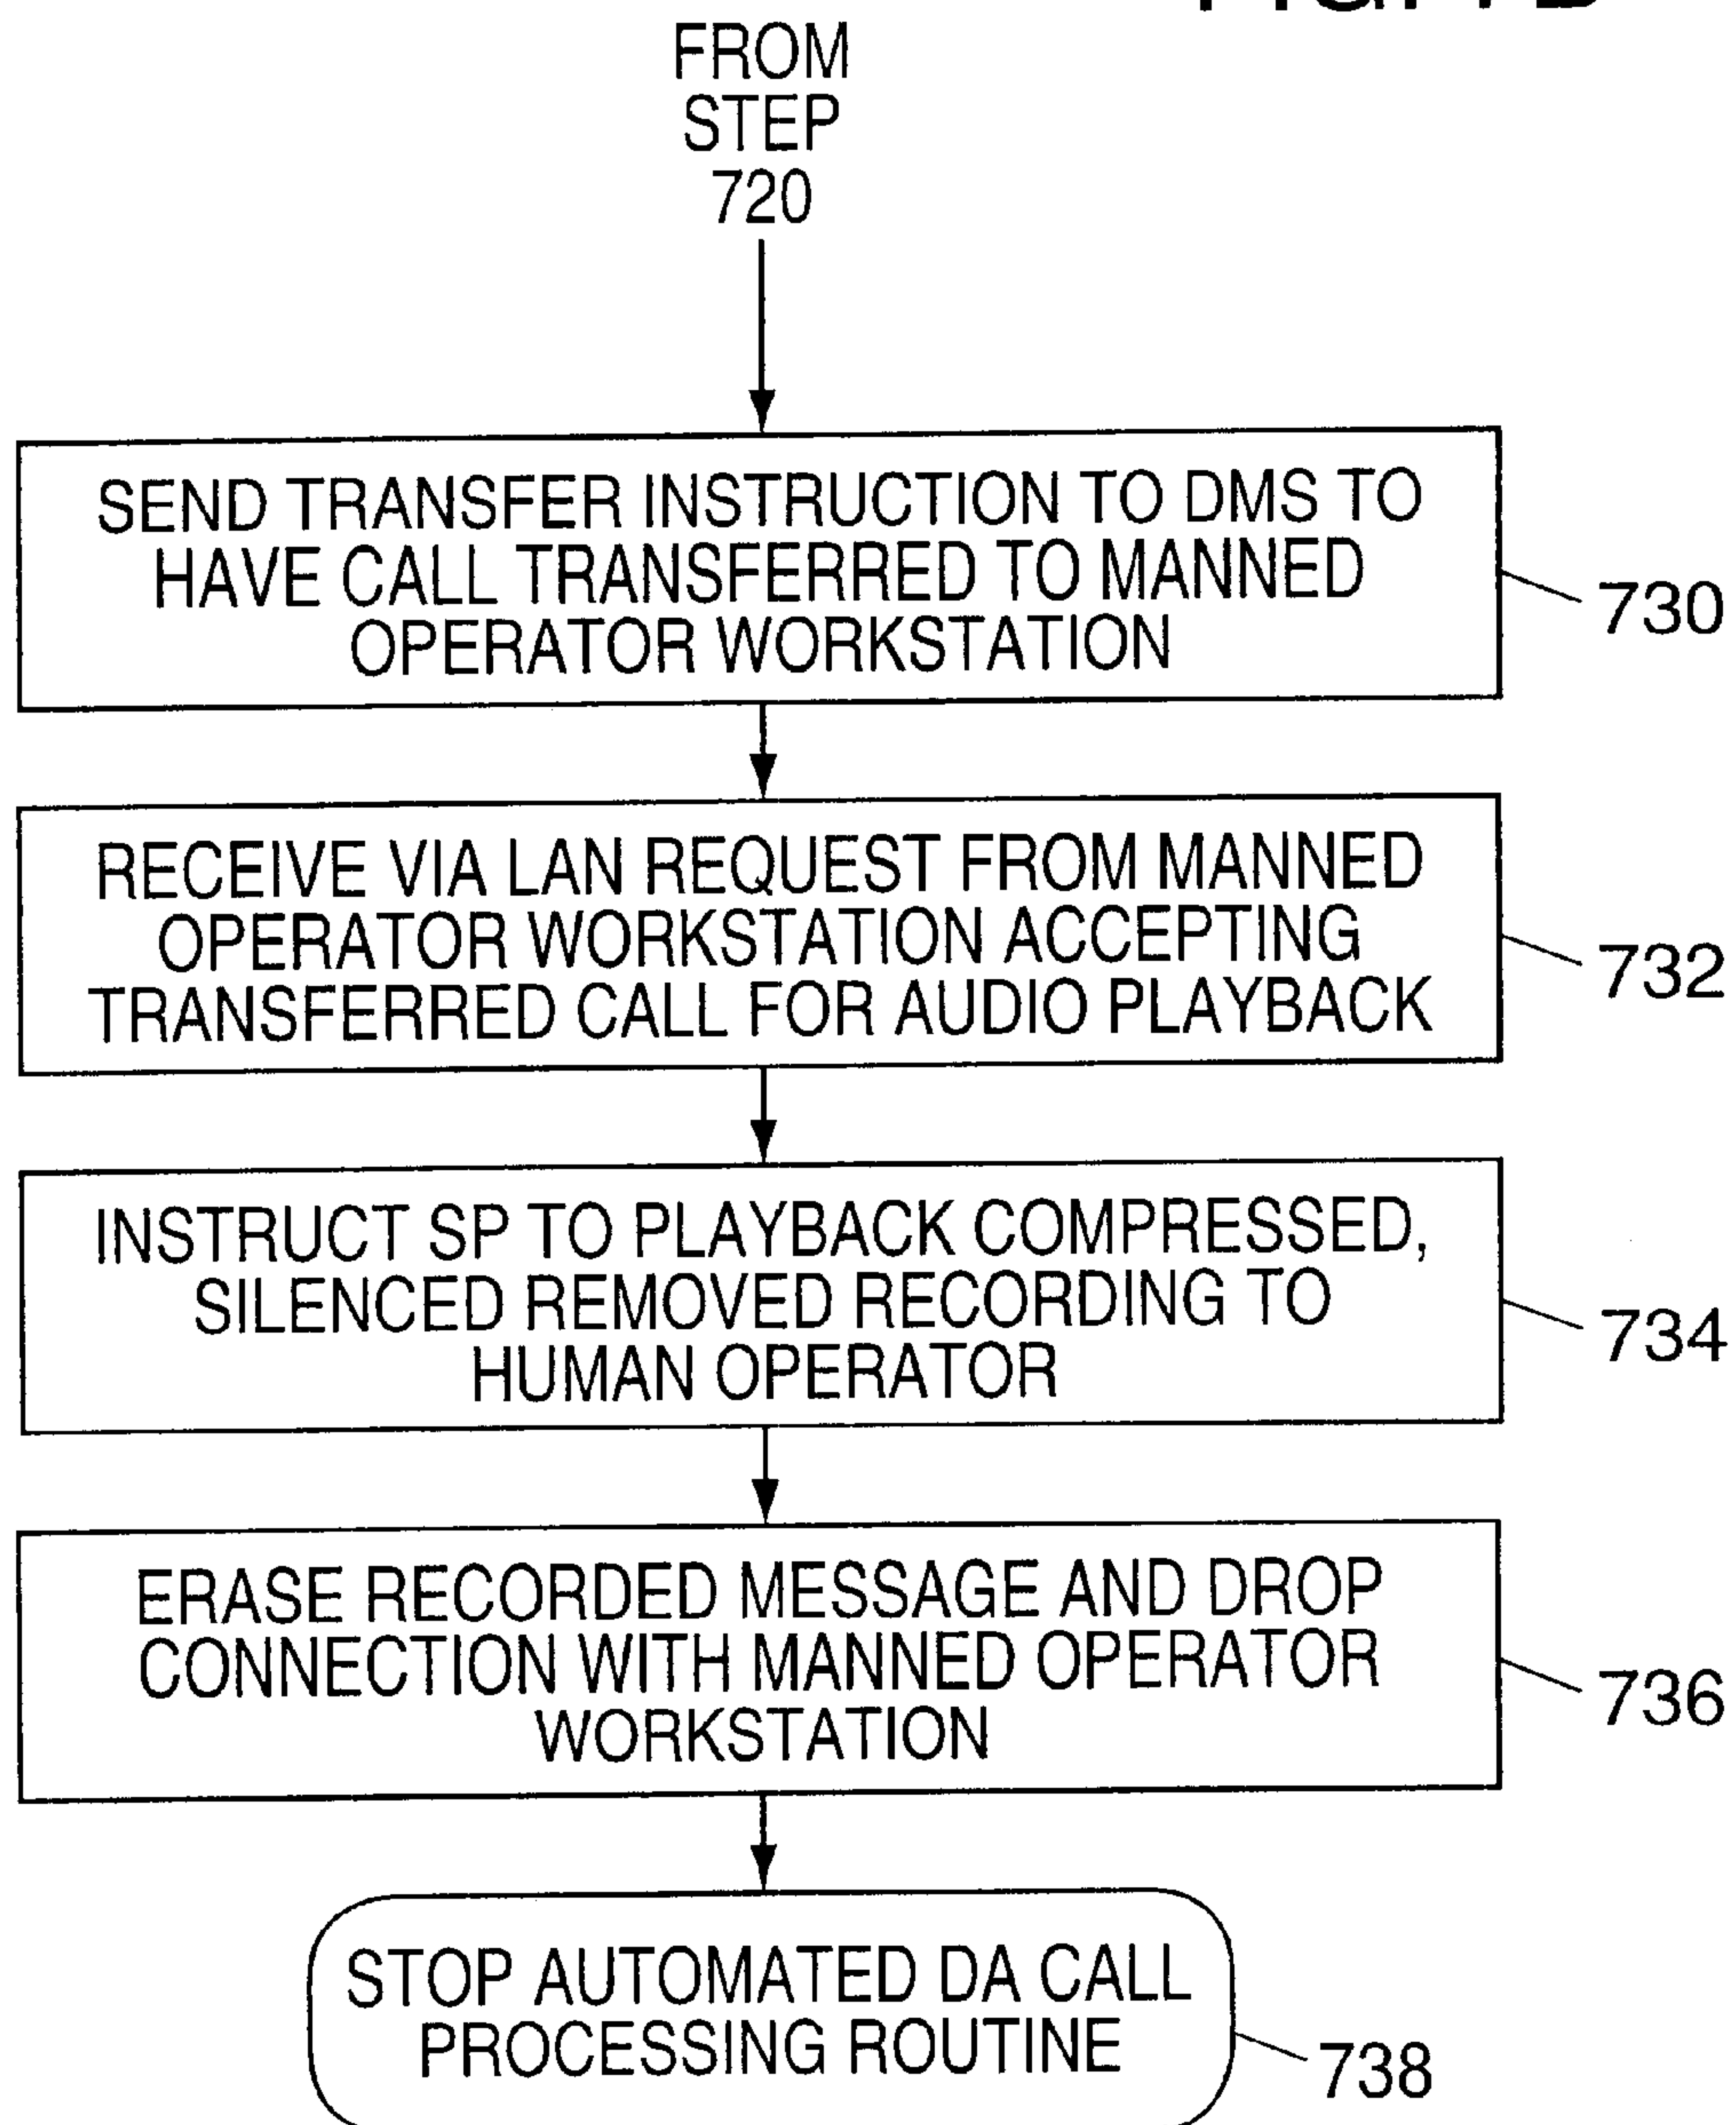 FROM
STEP
720
SEND TRANSFER INSTRUCTION TO DMS TO
HAVE CALL TRANSFERRED TO MANNED
OPERATOR WORKSTATION
730
RECEIVE VIA LAN REQUEST FROM MANNED
OPERATOR WORKSTATION ACCEPTING
TRANSFERRED CALL FOR AUDIO PLAYBACK
732
INSTRUCT SP TO PLAYBACK COMPRESSED,
SILENCED REMOVED RECORDING TO
HUMAN OPERATOR
734
ERASE RECORDED MESSAGE AND DROP
CONNECTION WITH MANNED OPERATOR
WORKSTATION
736
STOP AUTOMATED DA CALL
PROCESSING ROUTINE
738